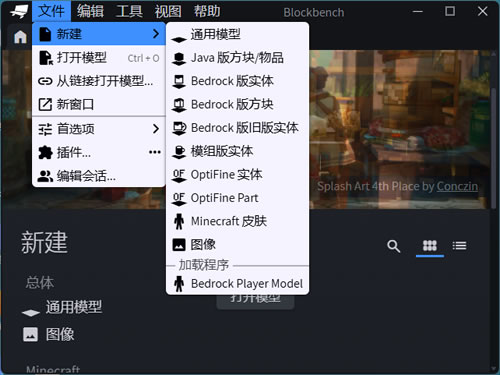 文件 编辑 工具 视图 帮助 Blockbench
新建
打开模型 Ctrl + O
从链接打开模型...
新窗口
首选项
插件...
编辑会话...
通用模型
Java 版方块/物品
Bedrock 版实体
Bedrock 版方块
Bedrock 版旧版实体
模组版实体
OptiFine 实体
OptiFine Part
Minecraft 皮肤
图像
加载程序
Bedrock Player Model
Splash Art 4th Place by Conczin
新建
总体
通用模型
图像
打开模型
Minecraft